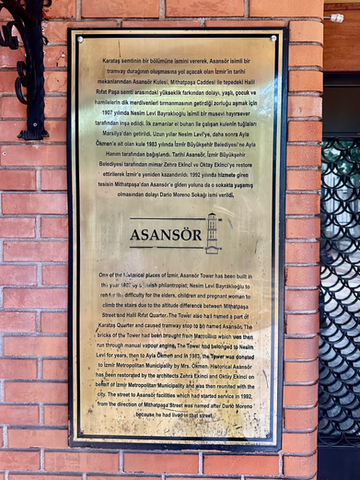 Karataş semtinin bir bölümüne ismini vererek, Asansör isimli bir
tramvay durağının oluşmasına yol açacak olan İzmir'in tarihi
mekanlarından Asansör Kulesi, Mithatpaşa Caddesi ile tepedeki Halil
Rıfat Paşa semti arasındaki yükseklik farkından dolayı, yaşlı, çocuk ve
hamilelerin dik merdivenleri tırmanmasının getirdiği zorluğu aşmak için
1907 yılında Nesim Levi Bayraklıoğlu isimli bir musevi hayırsever
tarafından inşa edildi. İlk zamanlar el buharı ile çalışan kulenin tuğlaları
Marsilya'dan getirildi. Uzun yıllar Nesim Levi'ye, daha sonra Ayla
Ökmen'e ait olan kule 1983 yılında İzmir Büyükşehir Belediyesi'ne Ayla
Hanım tarafından bağışlandı. Tarihi Asansör, İzmir Büyükşehir
Belediyesi tarafından mimar Zehra Ekinci ve Oktay Ekinci'ye restore
ettirilerek İzmir'e yeniden kazandırıldı. 1992 yılında hizmete giren
tesisin Mithatpaşa'dan Asansör'e giden yoluna da o sokakta yaşamış
olmasından dolayı Dario Moreno Sokağı ismi verildi.
ASANSÖR
One of the historical places of İzmir, Asansör Tower has been built in
the year 1907 by a jewish philantropist, Nesim Levi Bayraklıoğlu to
remove the difficulty for the elders, children and pregnant women to
climb the stairs due to the altitude difference between Mithatpaşa
Street and Halil Rıfat Quarter. The Tower also had named a part of
Karataş Quarter and caused tramway stop to be named Asansör. The
bricks of the Tower had been brought from Marseilles which was then
run through manual vapour engine. The Tower had belonged to Nesim
Levi for years, then to Ayla Ökmen and in 1983, the Tower was donated
to İzmir Metropolitan Municipality by Mrs. Ökmen. Historical Asansör
has been restorated by the architects Zehra Ekinci and Oktay Ekinci on
behalf of İzmir Metropolitan Municipality and was then reunited with the
city. The street to Asansör facilities which had started service in 1992,
from the direction of Mithatpaşa Street was named after Dario Moreno
because he had lived in that street.